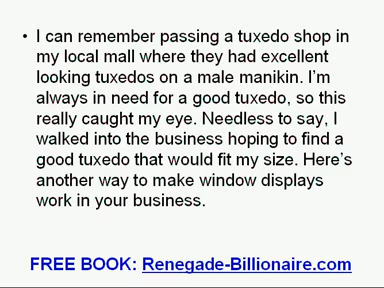 • I can remember passing a tuxedo shop in
my local mall where they had excellent
looking tuxedos on a male manikin. I'm
always in need for a good tuxedo, so this
really caught my eye. Needless to say, I
walked into the business hoping to find a
good tuxedo that would fit my size. Here's
another way to make window displays
work in your business.
FREE BOOK: Renegade-Billionaire.com